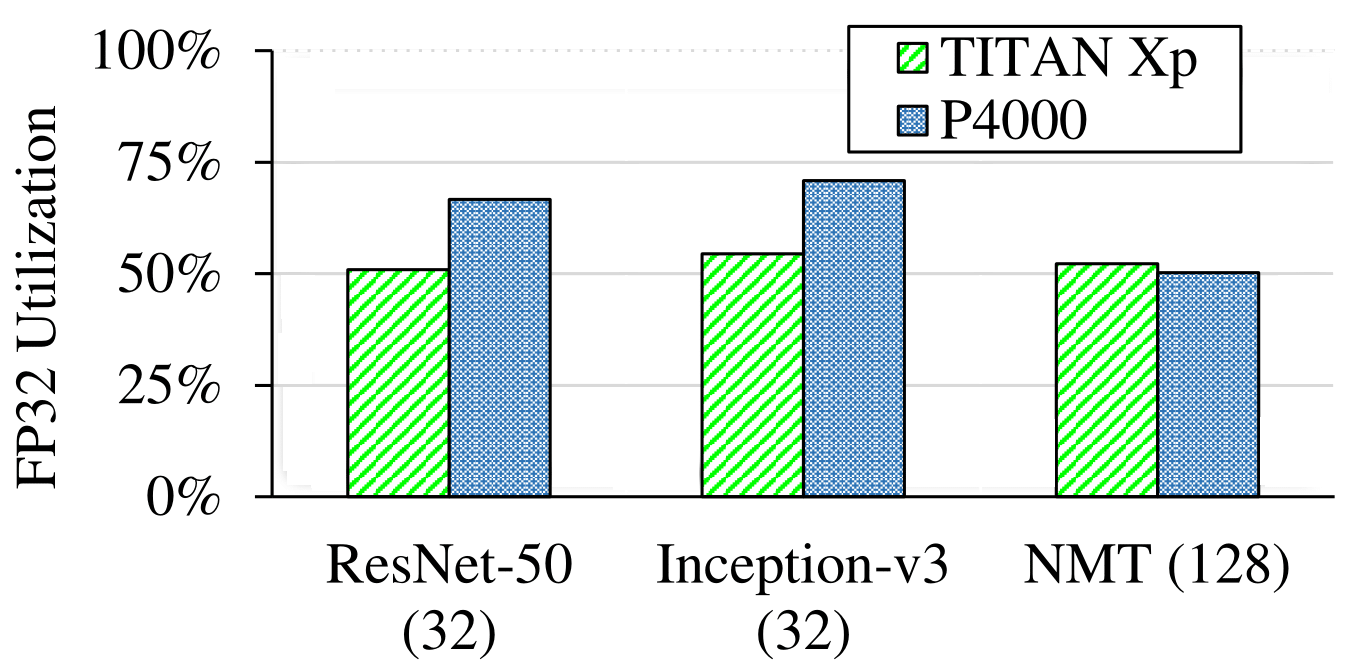 FP32 Utilization
100%
75%
50%
25%
0%
TITAN Xp
P4000
ResNet-50
(32)
Inception-v3
(32)
NMT (128)